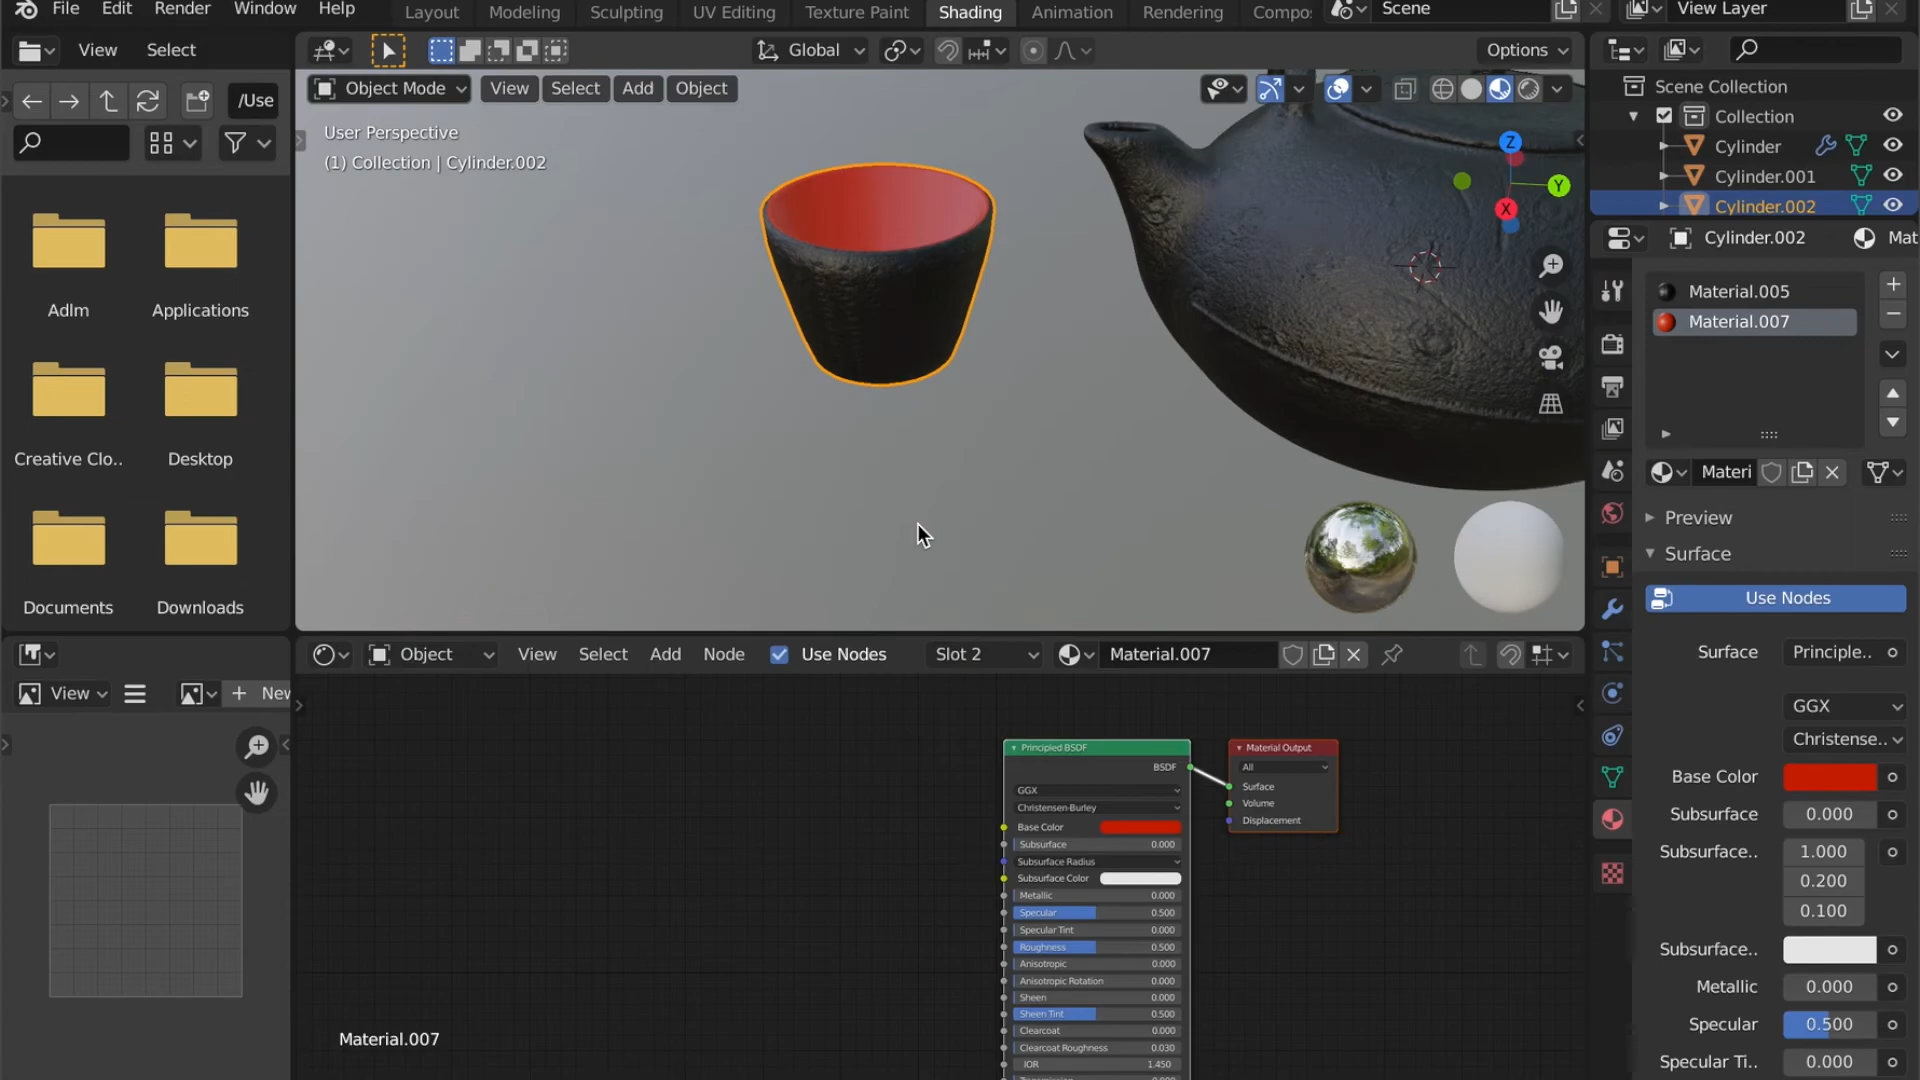 File Edit Render Window Help
Layout Modeling Sculpting UV Editing Texture Paint Shading Animation Rendering Compo
Scene
View Layer
View Select
Global
Options
/Use
Object Mode View Select Add Object
User Perspective
(1) Collection | Cylinder.002
Z
Y
X
Adlm
Applications
Creative Clo..
Desktop
Documents
Downloads
Scene Collection
Collection
Cylinder
Cylinder.001
Cylinder.002
Cylinder.002 Mat
Material.005
Material.007
Materi
Preview
Surface
Use Nodes
Surface Principle..
GGX
Christense..
Base Color
Subsurface 0.000
Subsurface.. 1.000
0.200
0.100
Subsurface..
Metallic 0.000
Specular 0.500
Specular Ti.. 0.000
Object View Select Add Node Use Nodes Slot 2 Material.007
View New
Principled BSDF
BSDF
GGX
Christensen-Burley
Base Color
Subsurface 0.000
Subsurface Radius
Subsurface Color
Metallic 0.000
Specular 0.500
Specular Tint 0.000
Roughness 0.500
Anisotropic 0.000
Anisotropic Rotation 0.000
Sheen 0.000
Sheen Tint 0.500
Clearcoat 0.000
Clearcoat Roughness 0.030
IOR 1.450
Material Output
All
Surface
Volume
Displacement
Material.007